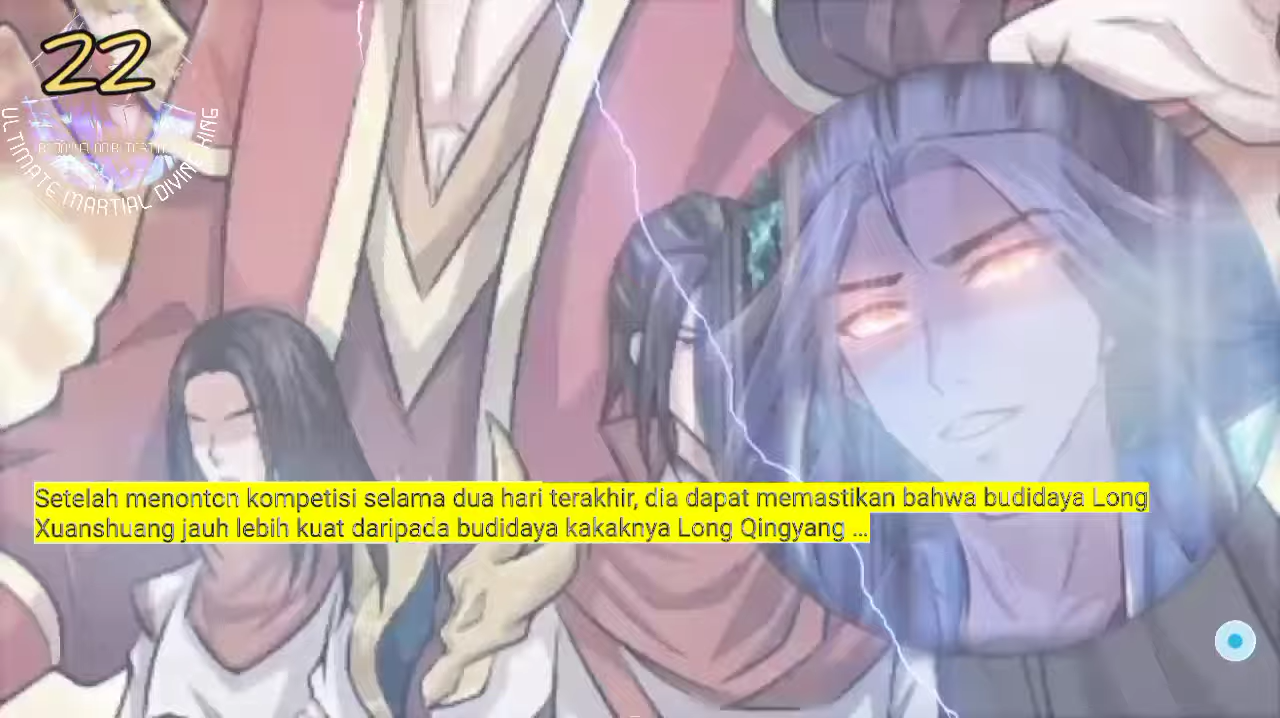 22
ULTIMATE MARTIAL DIVINE KING
Setelah menonton kompetisi selama dua hari terakhir, dia dapat memastikan bahwa budidaya Long
Xuanshuang jauh lebih kuat daripada budidaya kakaknya Long Qingyang ...